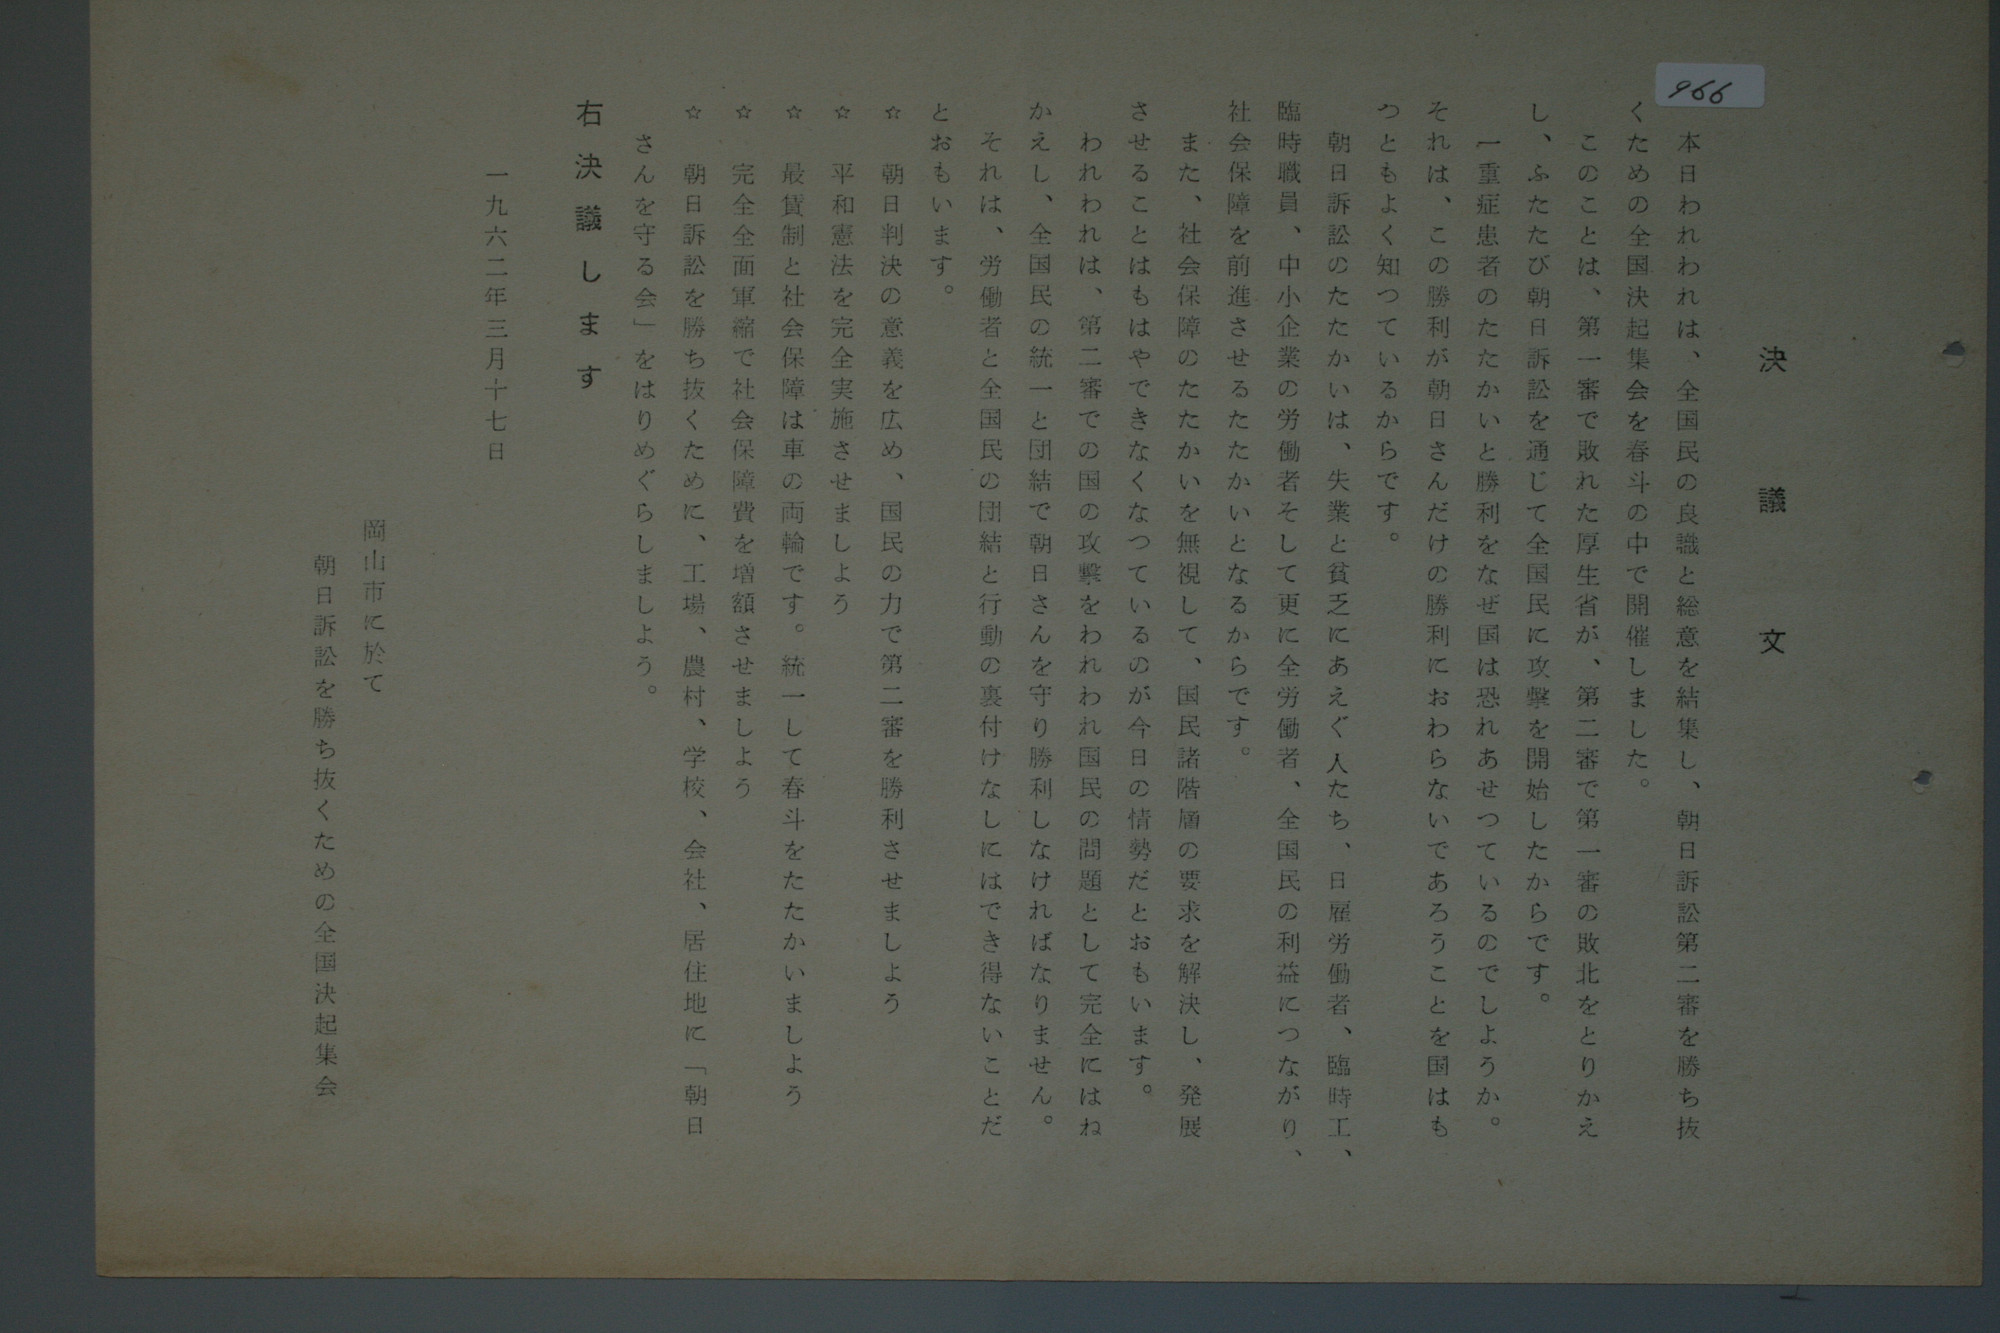 966
決議文
本日われわれは、全国民の良識と総意を結集し、朝日訴訟第二審を勝ち抜
くための全国決起集会を春斗の中で開催しました。
このことは、第一審で敗れた厚生省が、第二審で第一審の敗北をとりかえ
し、ふたたび朝日訴訟を通じて全国民に攻撃を開始したからです。
一重症患者のたたかいと勝利をなぜ国は恐れあせつているのでしようか。
それは、この勝利が朝日さんだけの勝利におわらないであろうことを国はも
つともよく知つているからです。
朝日訴訟のたたかいは、失業と貧乏にあえぐ人たち、日雇労働者、臨時工、
臨時職員、中小企業の労働者そして更に全労働者、全国民の利益につながり、
社会保障を前進させるたたかいとなるからです。
また、社会保障のたたかいを無視して、国民諸階層の要求を解決し、発展
させることはもはやできなくなつているのが今日の情勢だとおもいます。
われわれは、第二審での国の攻撃をわれわれ国民の問題として完全にはね
かえし、全国民の統一と団結で朝日さんを守り勝利しなければなりません。
それは、労働者と全国民の団結と行動の裏付けなしにはでき得ないことだ
とおもいます。
☆　朝日判決の意義を広め、国民の力で第二審を勝利させましよう
☆　平和憲法を完全実施させましよう
☆　最賃制と社会保障は車の両輪です。統一して春斗をたたかいましよう
☆　完全全面軍縮で社会保障費を増額させましよう
☆　朝日訴訟を勝ち抜くために、工場、農村、学校、会社、居住地に「朝日
さんを守る会」をはりめぐらしましよう。
右決議します
一九六二年三月十七日
岡山市に於て
朝日訴訟を勝ち抜くための全国決起集会